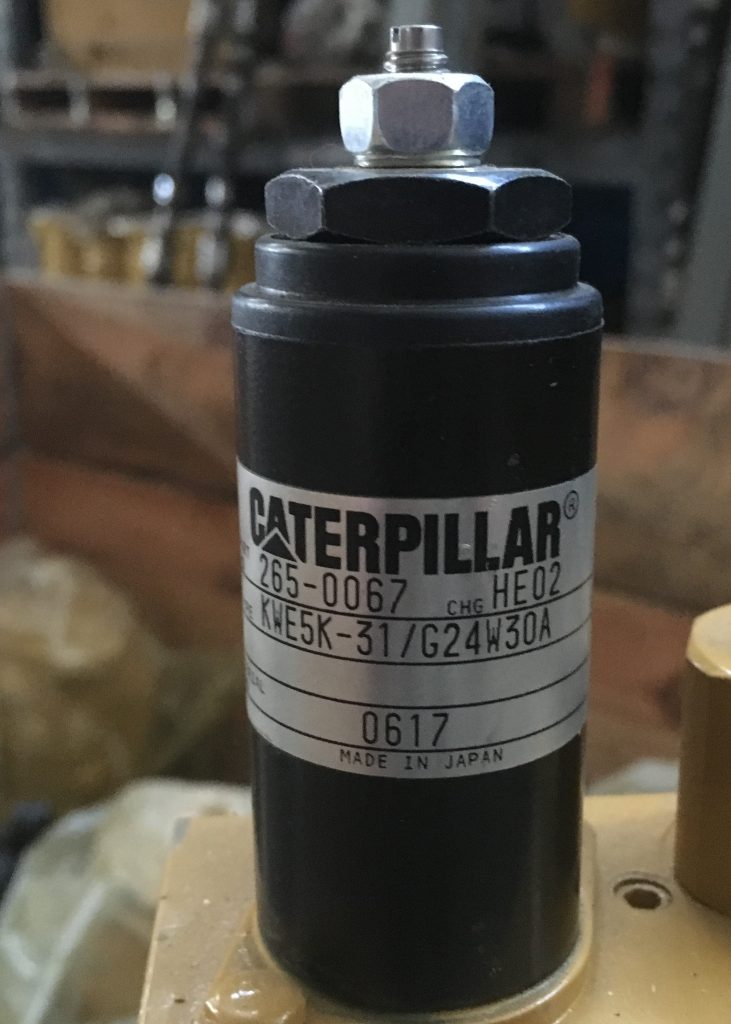 CATERPILLAR®
265-0067 CHG HE02
KWE5K-31/G24W30A
0617
MADE IN JAPAN